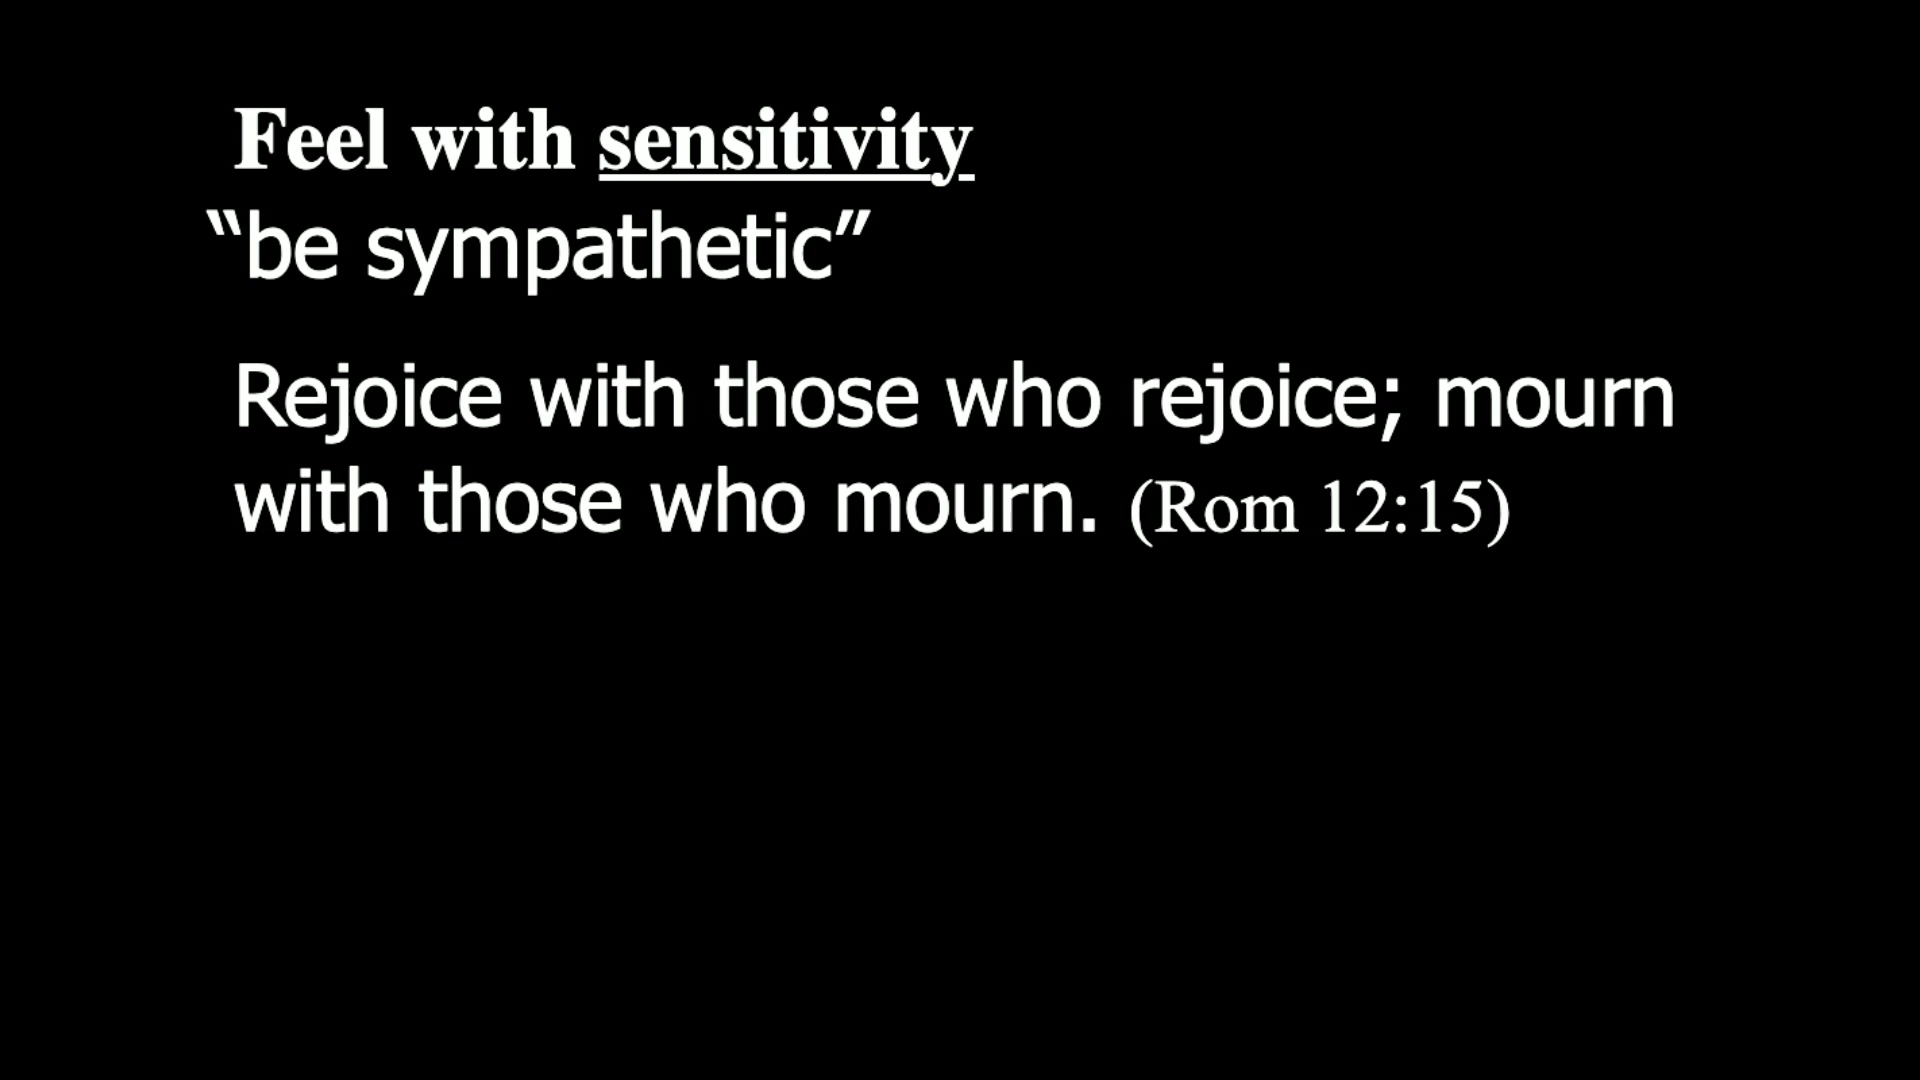 Feel with sensitivity
“be sympathetic”
Rejoice with those who rejoice; mourn
with those who mourn. (Rom 12:15)